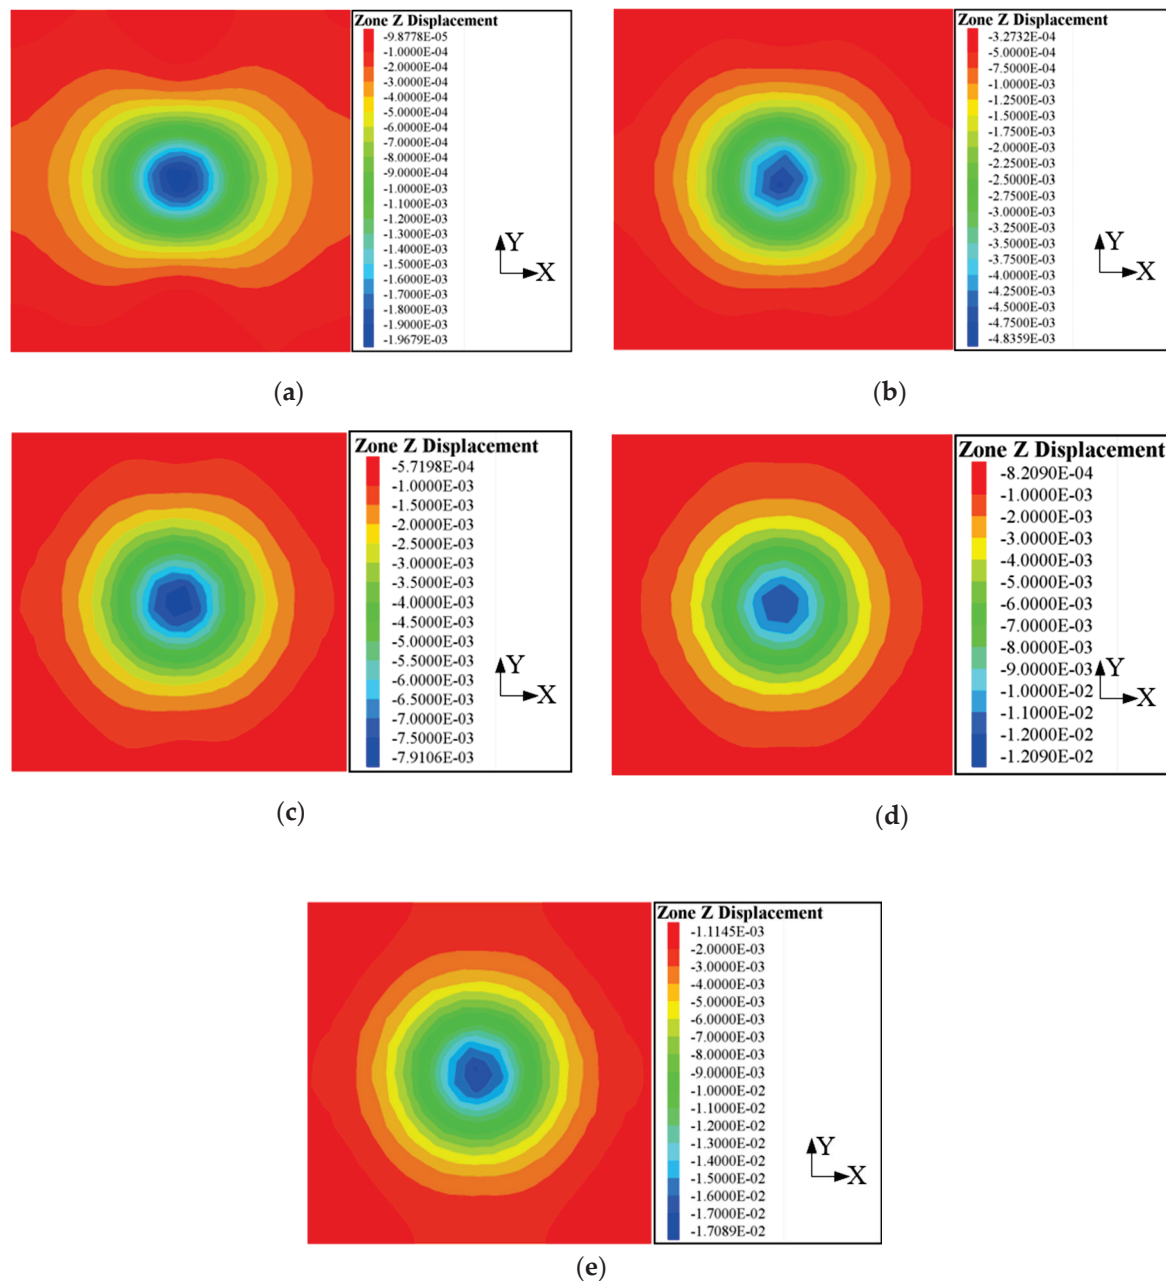 Zone Z Displacement
-9.8778E-05
-1.0000E-04
-2.0000E-04
-3.0000E-04
-4.0000E-04
-5.0000E-04
-6.0000E-04
-7.0000E-04
-8.0000E-04
-1.0000E-03
-1.2000E-03
-1.3000E-03
-1.4000E-03
-1.5000E-03
-1.7000E-03
-1.8000E-03
-1.9000E-03
-1.9679E-03
Y
X
(a)
Zone Z Displacement
-3.2732E-04
-5.0000E-04
-7.5000E-04
-1.0000E-03
-1.2500E-03
-1.5000E-03
-1.7500E-03
-2.0000E-03
-2.2500E-03
-2.5000E-03
-2.7500E-03
-3.0000E-03
-3.2500E-03
-3.5000E-03
-3.7500E-03
-4.0000E-03
-4.2500E-03
-4.5000E-03
-4.7500E-03
-4.8359E-03
Y
X
(b)
Zone Z Displacement
-5.7198E-04
-1.0000E-03
-1.5000E-03
-2.0000E-03
-2.5000E-03
-3.0000E-03
-3.5000E-03
-4.0000E-03
-4.5000E-03
-5.0000E-03
-5.5000E-03
-6.0000E-03
-6.5000E-03
-7.0000E-03
-7.5000E-03
-7.9106E-03
Y
X
(c)
Zone Z Displacement
-8.2090E-04
-1.0000E-03
-2.0000E-03
-3.0000E-03
-4.0000E-03
-5.0000E-03
-6.0000E-03
-7.0000E-03
-8.0000E-03
-9.0000E-03
-1.0000E-02
-1.1000E-02
-1.2000E-02
-1.2090E-02
Y
X
(d)
Zone Z Displacement
-1.1145E-03
-2.0000E-03
-3.0000E-03
-4.0000E-03
-5.0000E-03
-6.0000E-03
-7.0000E-03
-8.0000E-03
-9.0000E-03
-1.0000E-02
-1.1000E-02
-1.2000E-02
-1.3000E-02
-1.4000E-02
-1.5000E-02
-1.6000E-02
-1.7000E-02
-1.7089E-02
Y
X
(e)